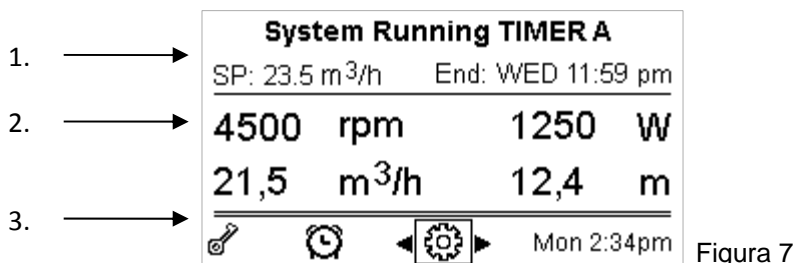 System Running TIMER A
1.
SP: 23.5 m³/h End: WED 11:59 pm
2.
4500 rpm 1250 W
21,5 m³/h 12,4 m
3.
Mon 2:34pm
Figura 7